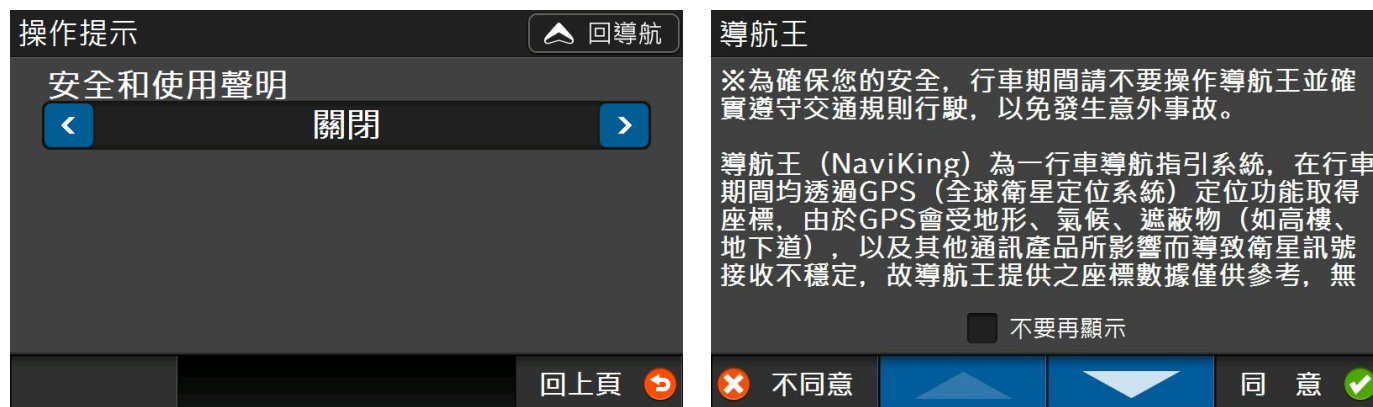 操作提示
回導航
安全和使用聲明
關閉
回上頁
導航王
※為確保您的安全，行車期間請不要操作導航王並確
實遵守交通規則行駛，以免發生意外事故。
導航王（NaviKing）為一行車導航指引系統，在行車
期間均透過GPS（全球衛星定位系統）定位功能取得
座標，由於GPS會受地形、氣候、遮蔽物（如高樓、
地下道），以及其他通訊產品所影響而導致衛星訊號
接收不穩定，故導航王提供之座標數據僅供參考，無
不要再顯示
不同意
同 意